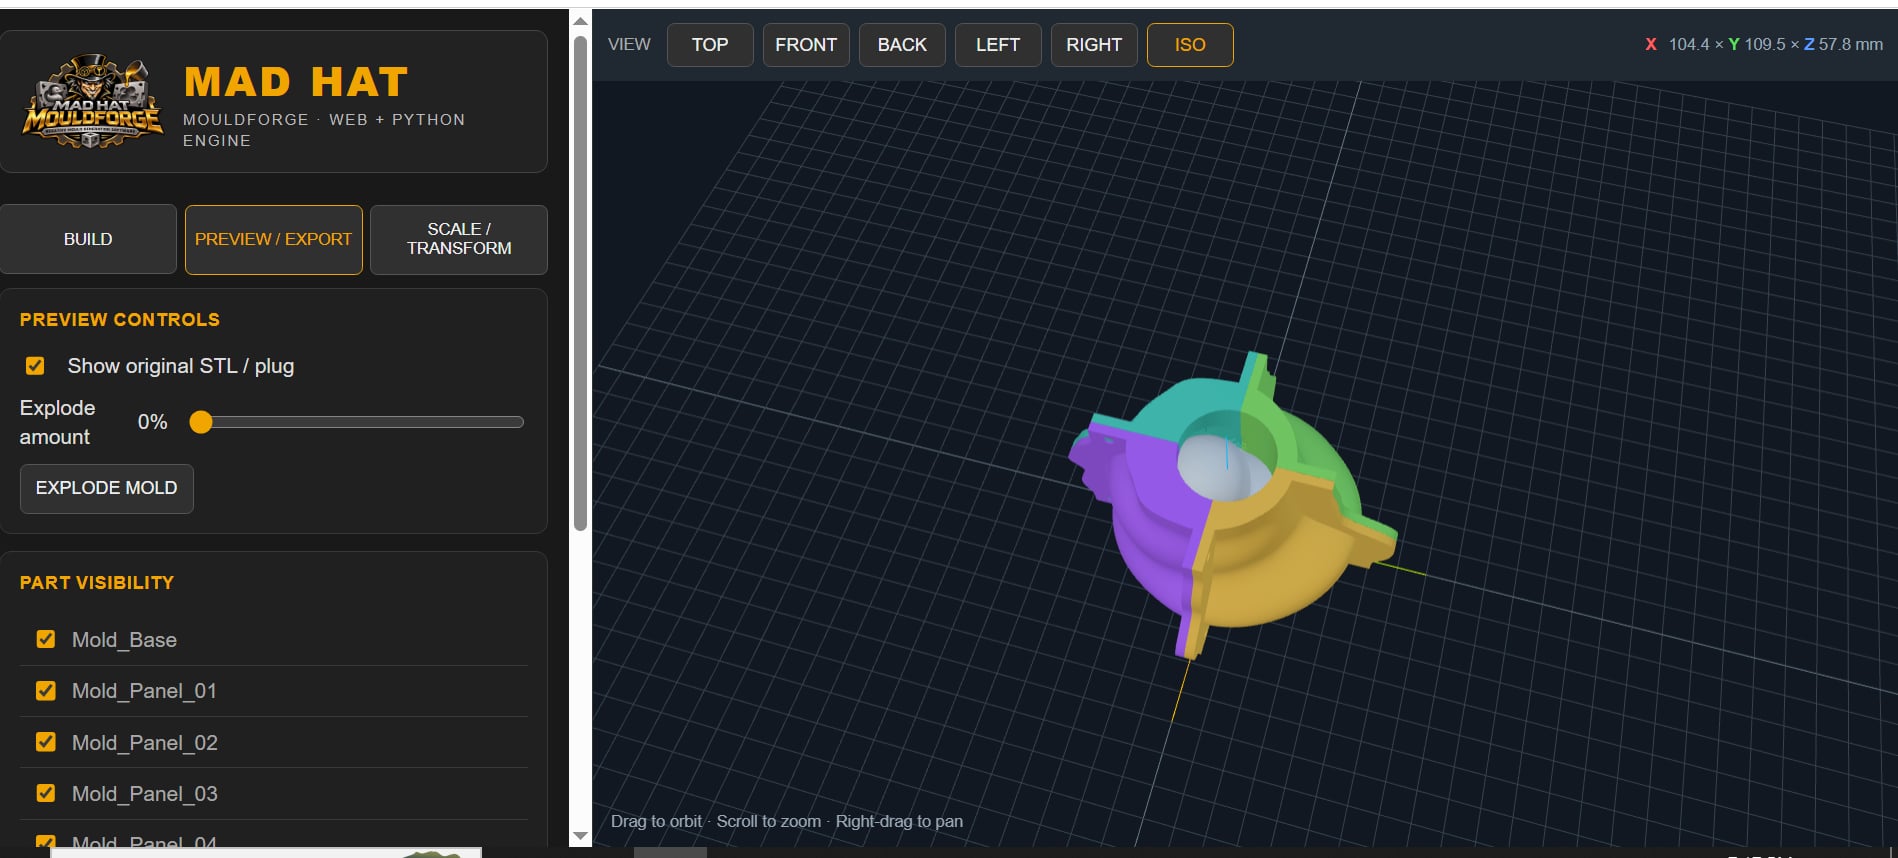 MAD HAT
MOULDFORGE
MAD HAT
MOULDFORGE · WEB + PYTHON
ENGINE
BUILD
PREVIEW / EXPORT
SCALE /
TRANSFORM
PREVIEW CONTROLS
Show original STL / plug
Explode
amount
0%
EXPLODE MOLD
PART VISIBILITY
Mold_Base
Mold_Panel_01
Mold_Panel_02
Mold_Panel_03
Mold_Panel_04
VIEW
TOP
FRONT
BACK
LEFT
RIGHT
ISO
X 104.4 × Y 109.5 × Z 57.8 mm
Drag to orbit · Scroll to zoom · Right-drag to pan